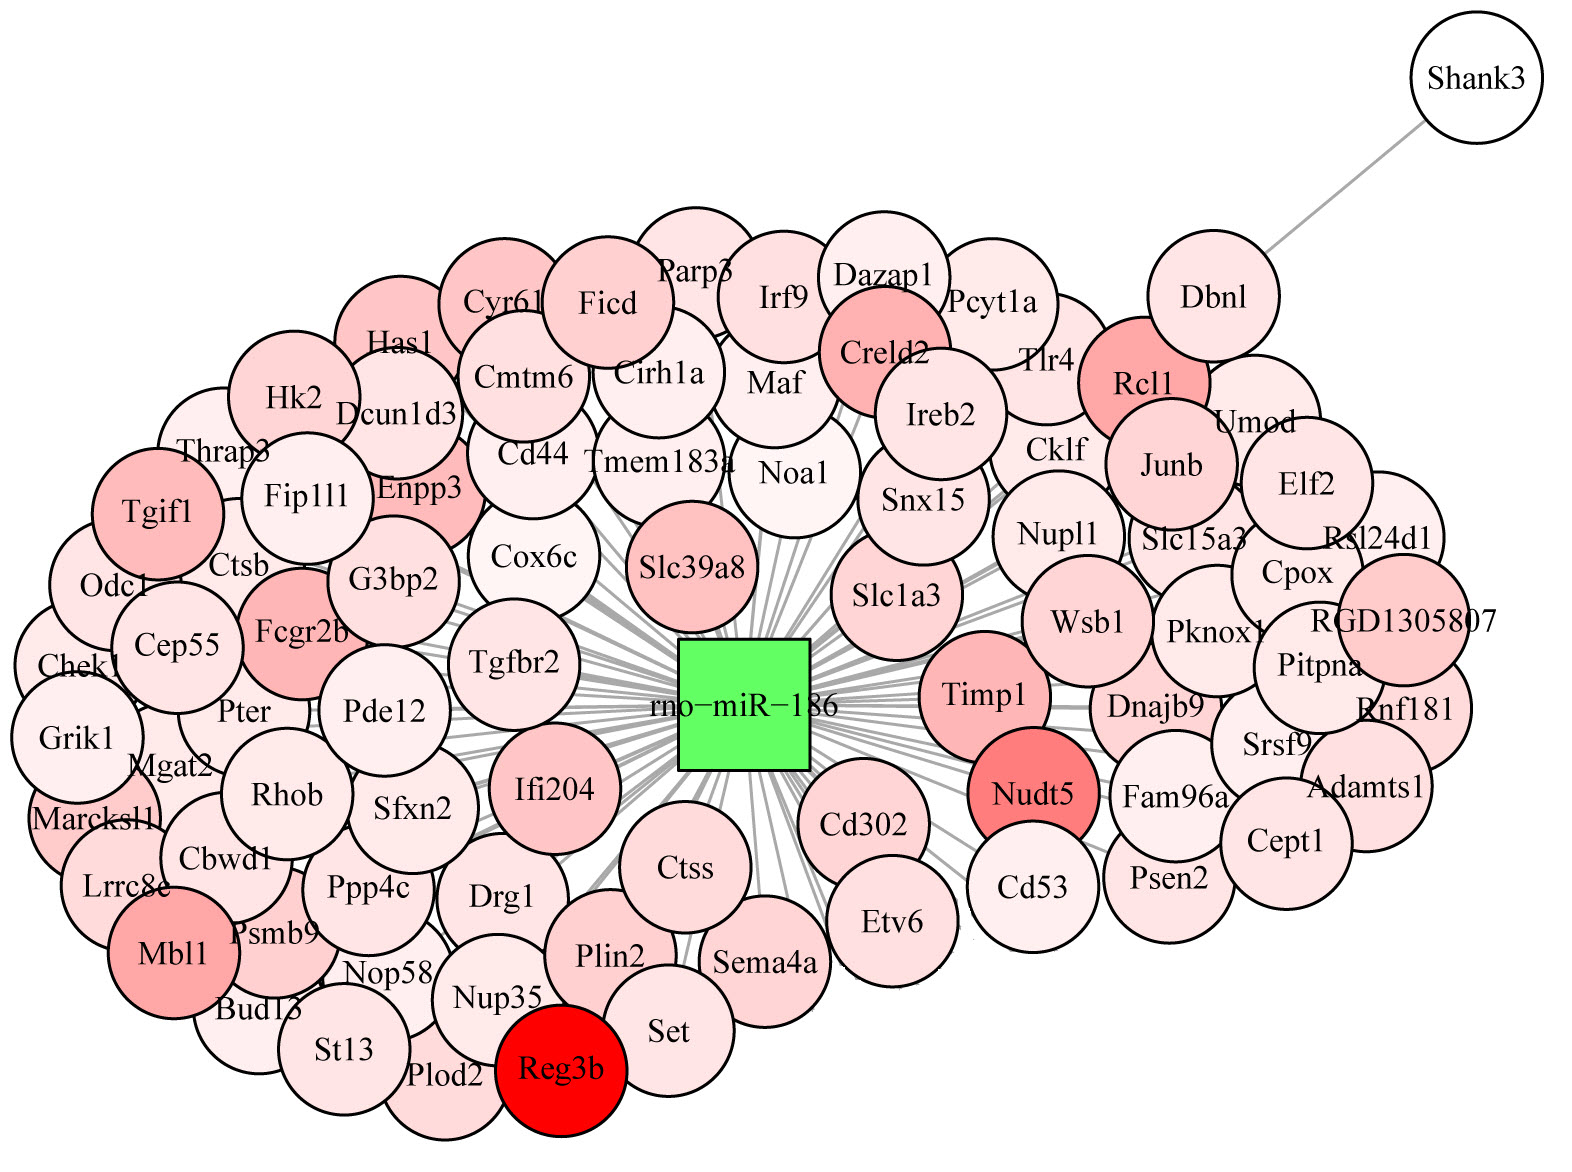 Shank3
Parp3
Dazap1
Irf9
Pcyt1a
Dbnl
Cyr61
Ficd
Has1
Creld2
Tlr4
Cmtm6
Cirh1a
Maf
Rcl1
Hk2
Dcun1d3
Ireb2
Umod
Thrap3
Cd44
Tmem183a
Noa1
Cklf
Junb
Elf2
Fip1l1
Enpp3
Snx15
Tgif1
Nupl1
Slc15a3
Rsl24d1
Cox6c
Slc39a8
Ctsb
G3bp2
Cpox
Odc1
Slc1a3
Wsb1
Pknox1
RGD1305807
Fcgr2b
Cep55
Tgfbr2
Pitpna
Chek1
Timp1
Dnajb9
Rnf181
rno−miR−186
Pter
Pde12
Grik1
Srsf9
Mgat2
Ifi204
Rhob
Sfxn2
Nudt5
Fam96a
Adamts1
Marcksl1
Cd302
Cept1
Cbwd1
Ctss
Lrrc8c
Ppp4c
Drg1
Cd53
Psen2
Etv6
Psmb9
Mbl1
Plin2
Sema4a
Nop58
Nup35
Bud13
Set
St13
Plod2
Reg3b